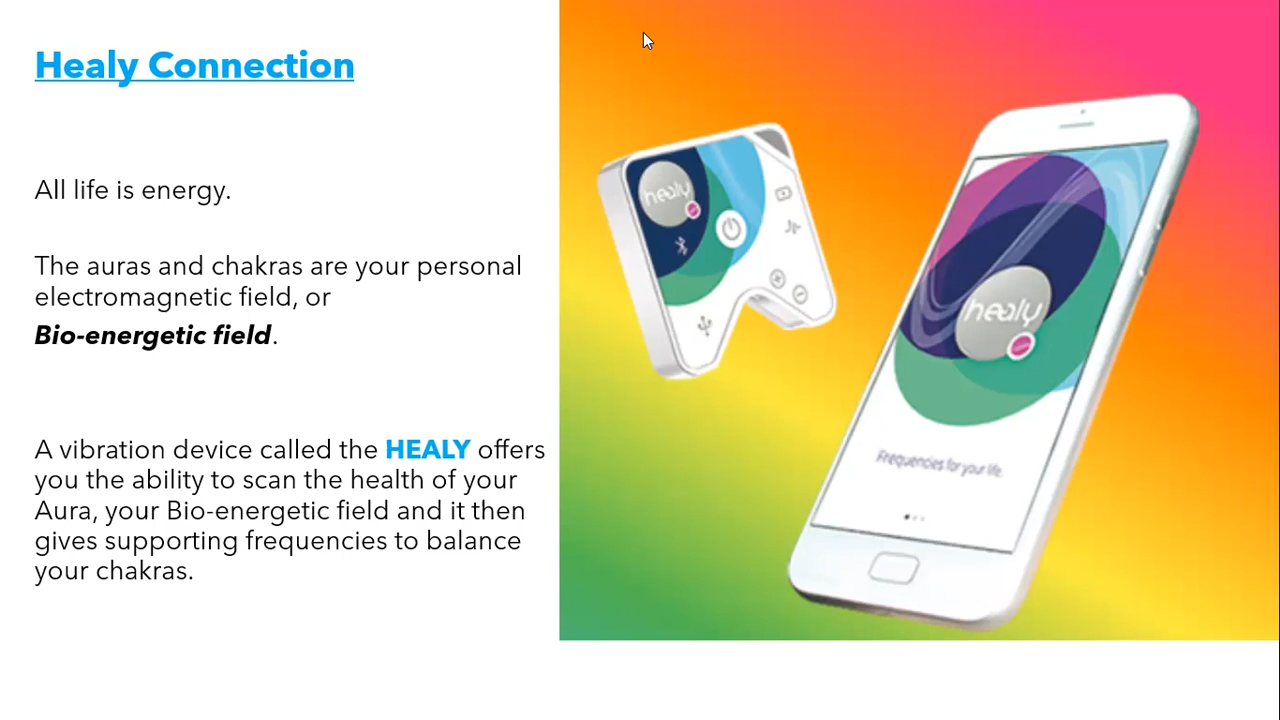 Healy Connection
All life is energy.
The auras and chakras are your personal
electromagnetic field, or
Bio-energetic field.
A vibration device called the HEALY offers
you the ability to scan the health of your
Aura, your Bio-energetic field and it then
gives supporting frequencies to balance
your chakras.
healy
healy
Frequencies for your life.